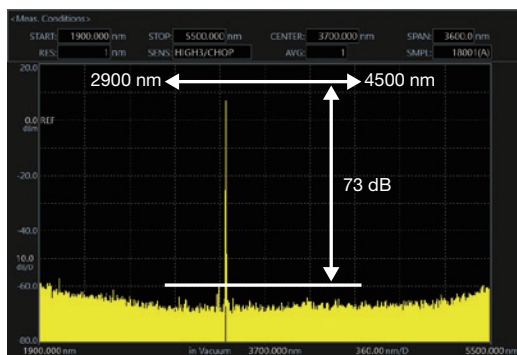 <Meas. Conditions>
START: 1900.000 nm STOP: 5500.000 nm CENTER: 3700.000 nm SPAN: 3600.0 nm
RES: 1 nm SENS: HIGH3/CHOP AVG: 1 SMPL: 18001(A)
20.0
2900 nm 4500 nm
0.0 REF
dBm
-20.0
73 dB
-40.0
10.0
dB/D
-60.0
-80.0
1900.000 nm in Vacuum 3700.000 nm 360.00 nm/D 5500.000 nm